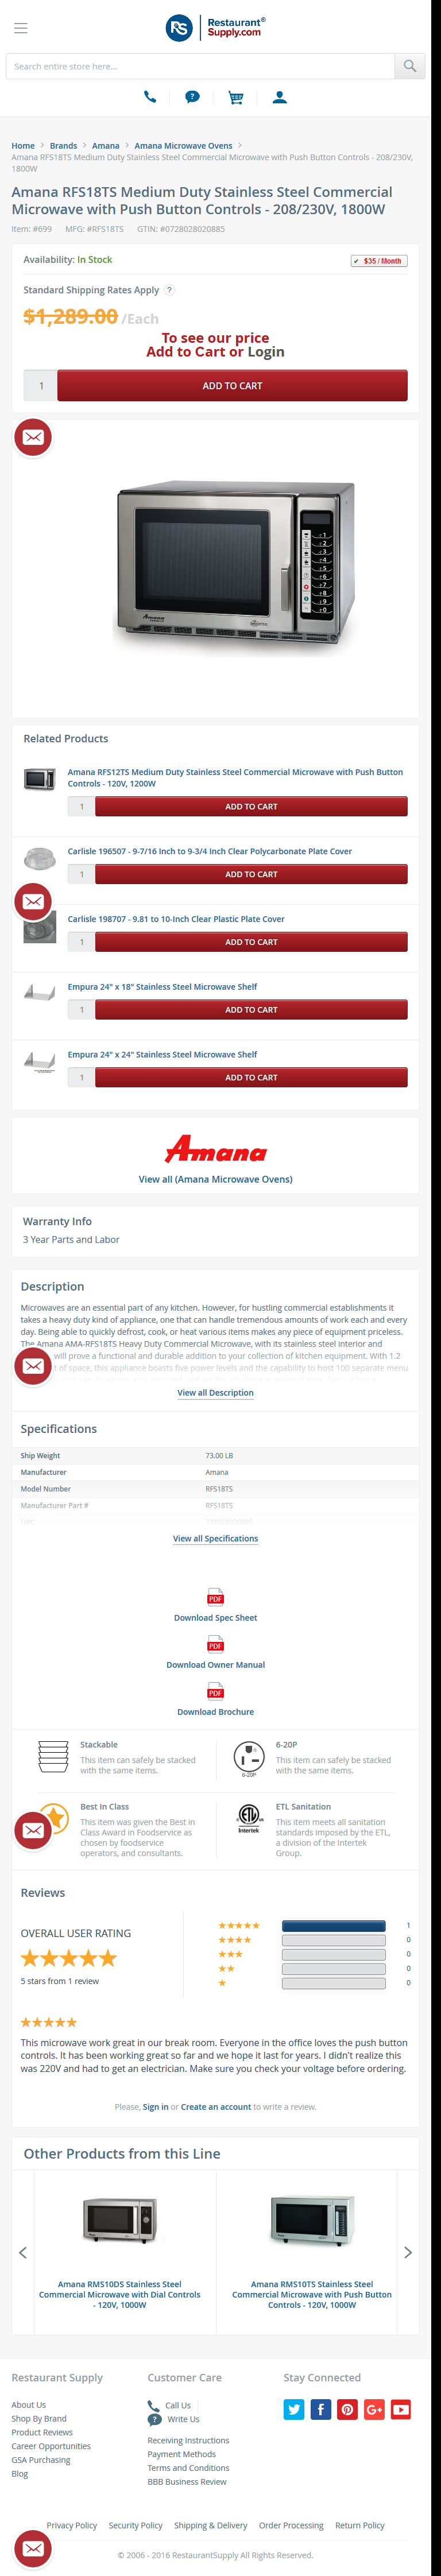 Restaurant®
RS Supply.com
Search entire store here...
Home > Brands > Amana > Amana Microwave Ovens >
Amana RFS18TS Medium Duty Stainless Steel Commercial Microwave with Push Button Controls - 208/230V,
1800W
Amana RFS18TS Medium Duty Stainless Steel Commercial
Microwave with Push Button Controls - 208/230V, 1800W
Item: #699 MFG: #RFS18TS GTIN: #0728028020885
Availability: In Stock
✔ $35 / Month
Standard Shipping Rates Apply ?
$1,289.00 /Each
To see our price
Add to Cart or Login
1 ADD TO CART
Related Products
Amana RFS12TS Medium Duty Stainless Steel Commercial Microwave with Push Button
Controls - 120V, 1200W
1 ADD TO CART
Carlisle 196507 - 9-7/16 Inch to 9-3/4 Inch Clear Polycarbonate Plate Cover
1 ADD TO CART
Carlisle 198707 - 9.81 to 10-Inch Clear Plastic Plate Cover
1 ADD TO CART
Empura 24" x 18" Stainless Steel Microwave Shelf
1 ADD TO CART
Empura 24" x 24" Stainless Steel Microwave Shelf
1 ADD TO CART
Amana
View all (Amana Microwave Ovens)
Warranty Info
3 Year Parts and Labor
Description
Microwaves are an essential part of any kitchen. However, for hustling commercial establishments it
takes a heavy duty kind of appliance, one that can handle tremendous amounts of work each and every
day. Being able to quickly defrost, cook, or heat various items makes any piece of equipment priceless.
The Amana AMA-RFS18TS Heavy Duty Commercial Microwave, with its stainless steel interior and
will prove a functional and durable addition to your collection of kitchen equipment. With 1.2
of space, this appliance boasts five power levels and the capability to host 100 separate menu
View all Description
Specifications
Ship Weight 73.00 LB
Manufacturer Amana
Model Number RFS18TS
Manufacturer Part # RFS18TS
View all Specifications
PDF
Download Spec Sheet
PDF
Download Owner Manual
PDF
Download Brochure
Stackable
This item can safely be stacked
with the same items.
6-20P
6-20P
This item can safely be stacked
with the same items.
Best In Class
This item was given the Best in
Class Award in Foodservice as
chosen by foodservice
operators, and consultants.
ETL
Intertek
ETL Sanitation
This item meets all sanitation
standards imposed by the ETL,
a division of the Intertek
Group.
Reviews
OVERALL USER RATING
5 stars from 1 review
1
0
0
0
0
This microwave work great in our break room. Everyone in the office loves the push button
controls. It has been working great so far and we hope it last for years. I didn't realize this
was 220V and had to get an electrician. Make sure you check your voltage before ordering.
Please, Sign in or Create an account to write a review.
Other Products from this Line
Amana RMS10DS Stainless Steel
Commercial Microwave with Dial Controls
- 120V, 1000W
Amana RMS10TS Stainless Steel
Commercial Microwave with Push Button
Controls - 120V, 1000W
Restaurant Supply
About Us
Shop By Brand
Product Reviews
Career Opportunities
GSA Purchasing
Blog
Customer Care
Call Us
Write Us
Receiving Instructions
Payment Methods
Terms and Conditions
BBB Business Review
Stay Connected
Privacy Policy Security Policy Shipping & Delivery Order Processing Return Policy
© 2006 - 2016 RestaurantSupply All Rights Reserved.